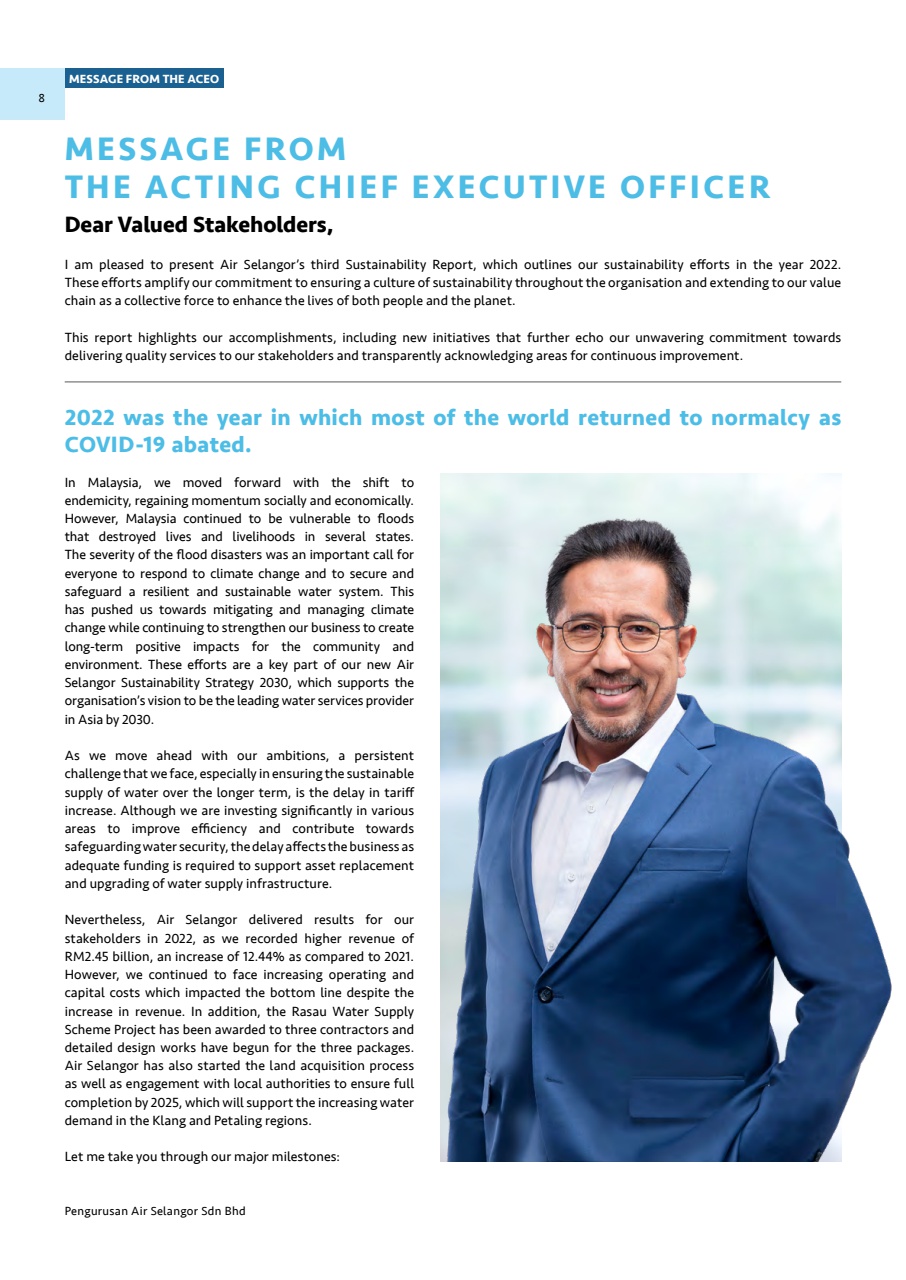 MESSAGE FROM THE ACEO
8
MESSAGE FROM
THE ACTING CHIEF EXECUTIVE OFFICER
Dear Valued Stakeholders,
I am pleased to present Air Selangor's third Sustainability Report, which outlines our sustainability efforts in the year 2022.
These efforts amplify our commitment to ensuring a culture of sustainability throughout the organisation and extending to our value
chain as a collective force to enhance the lives of both people and the planet.
This report highlights our accomplishments, including new initiatives that further echo our unwavering commitment towards
delivering quality services to our stakeholders and transparently acknowledging areas for continuous improvement.
2022 was the year in which most of the world returned to normalcy as
COVID-19 abated.
In Malaysia, we moved forward with the shift to
endemicity, regaining momentum socially and economically.
However, Malaysia continued to be vulnerable to floods
that destroyed lives and livelihoods in several states.
The severity of the flood disasters was an important call for
everyone to respond to climate change and to secure and
safeguard a resilient and sustainable water system. This
has pushed us towards mitigating and managing climate
change while continuing to strengthen our business to create
long-term positive impacts for the community and
environment. These efforts are a key part of our new Air
Selangor Sustainability Strategy 2030, which supports the
organisation's vision to be the leading water services provider
in Asia by 2030.
As we move ahead with our ambitions, a persistent
challenge that we face, especially in ensuring the sustainable
supply of water over the longer term, is the delay in tariff
increase. Although we are investing significantly in various
areas to improve efficiency and contribute towards
safeguarding water security, the delay affects the business as
adequate funding is required to support asset replacement
and upgrading of water supply infrastructure.
Nevertheless, Air Selangor delivered results for our
stakeholders in 2022, as we recorded higher revenue of
RM2.45 billion, an increase of 12.44% as compared to 2021.
However, we continued to face increasing operating and
capital costs which impacted the bottom line despite the
increase in revenue. In addition, the Rasau Water Supply
Scheme Project has been awarded to three contractors and
detailed design works have begun for the three packages.
Air Selangor has also started the land acquisition process
as well as engagement with local authorities to ensure full
completion by 2025, which will support the increasing water
demand in the Klang and Petaling regions.
Let me take you through our major milestones:
Pengurusan Air Selangor Sdn Bhd